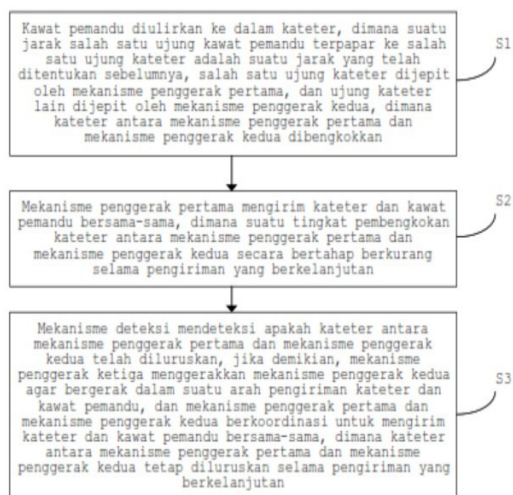 Kawat pemandu diulirkan ke dalam kateter, dimana suatu
jarak salah satu ujung kawat pemandu terpapar ke salah
satu ujung kateter adalah suatu jarak yang telah
ditentukan sebelumnya, salah satu ujung kateter dijepit
oleh mekanisme penggerak pertama, dan ujung kateter
lain dijepit oleh mekanisme penggerak kedua, dimana
kateter antara mekanisme penggerak pertama dan
mekanisme penggerak kedua dibengkokkan
S1
Mekanisme penggerak pertama mengirim kateter dan kawat
pemandu bersama-sama, dimana suatu tingkat pembengkokan
kateter antara mekanisme penggerak pertama dan
mekanisme penggerak kedua secara bertahap berkurang
selama pengiriman yang berkelanjutan
S2
Mekanisme deteksi mendeteksi apakah kateter antara
mekanisme penggerak pertama dan mekanisme penggerak
kedua telah diluruskan, jika demikian, mekanisme
penggerak ketiga menggerakkan mekanisme penggerak kedua
agar bergerak dalam suatu arah pengiriman kateter dan
kawat pemandu, dan mekanisme penggerak pertama dan
mekanisme penggerak kedua berkoordinasi untuk mengirim
kateter dan kawat pemandu bersama-sama, dimana kateter
antara mekanisme penggerak pertama dan mekanisme
penggerak kedua tetap diluruskan selama pengiriman yang
berkelanjutan
S3